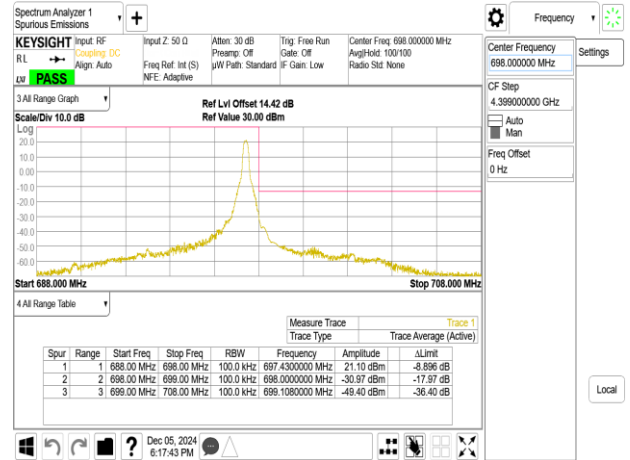 Spectrum Analyzer 1
Spurious Emissions
Frequency
KEYSIGHT
RL
LXI PASS
Input: RF
Coupling: DC
Align: Auto
Input Z: 50 Ω
Freq Ref: Int (S)
NFE: Adaptive
Atten: 30 dB
Preamp: Off
µW Path: Standard
Trig: Free Run
Gate: Off
IF Gain: Low
Center Freq: 698.000000 MHz
Avg|Hold: 100/100
Radio Std: None
Center Frequency
698.000000 MHz
Settings
CF Step
4.399000000 GHz
Auto
Man
Freq Offset
0 Hz
3 All Range Graph
Ref Lvl Offset 14.42 dB
Scale/Div 10.0 dB
Ref Value 30.00 dBm
Log
20.0
10.0
0.00
-10.0
-20.0
-30.0
-40.0
-50.0
-60.0
Start 688.000 MHz
Stop 708.000 MHz
4 All Range Table
Measure Trace Trace 1
Trace Type Trace Average (Active)
Spur Range Start Freq Stop Freq RBW Frequency Amplitude ΔLimit
1 1 688.00 MHz 698.00 MHz 100.0 kHz 697.4300000 MHz 21.10 dBm -8.896 dB
2 2 698.00 MHz 699.00 MHz 100.0 kHz 698.0000000 MHz -30.97 dBm -17.97 dB
3 3 699.00 MHz 708.00 MHz 100.0 kHz 699.1080000 MHz -49.40 dBm -36.40 dB
Local
?
Dec 05, 2024
6:17:43 PM